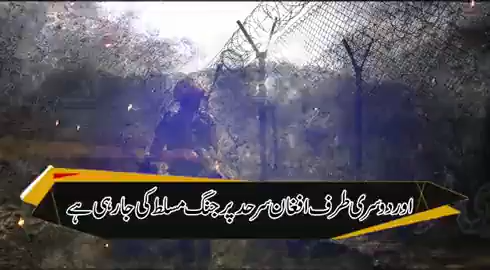 اور دوسری طرف افغان سرحد پر جنگ مسلط کی جا رہی ہے